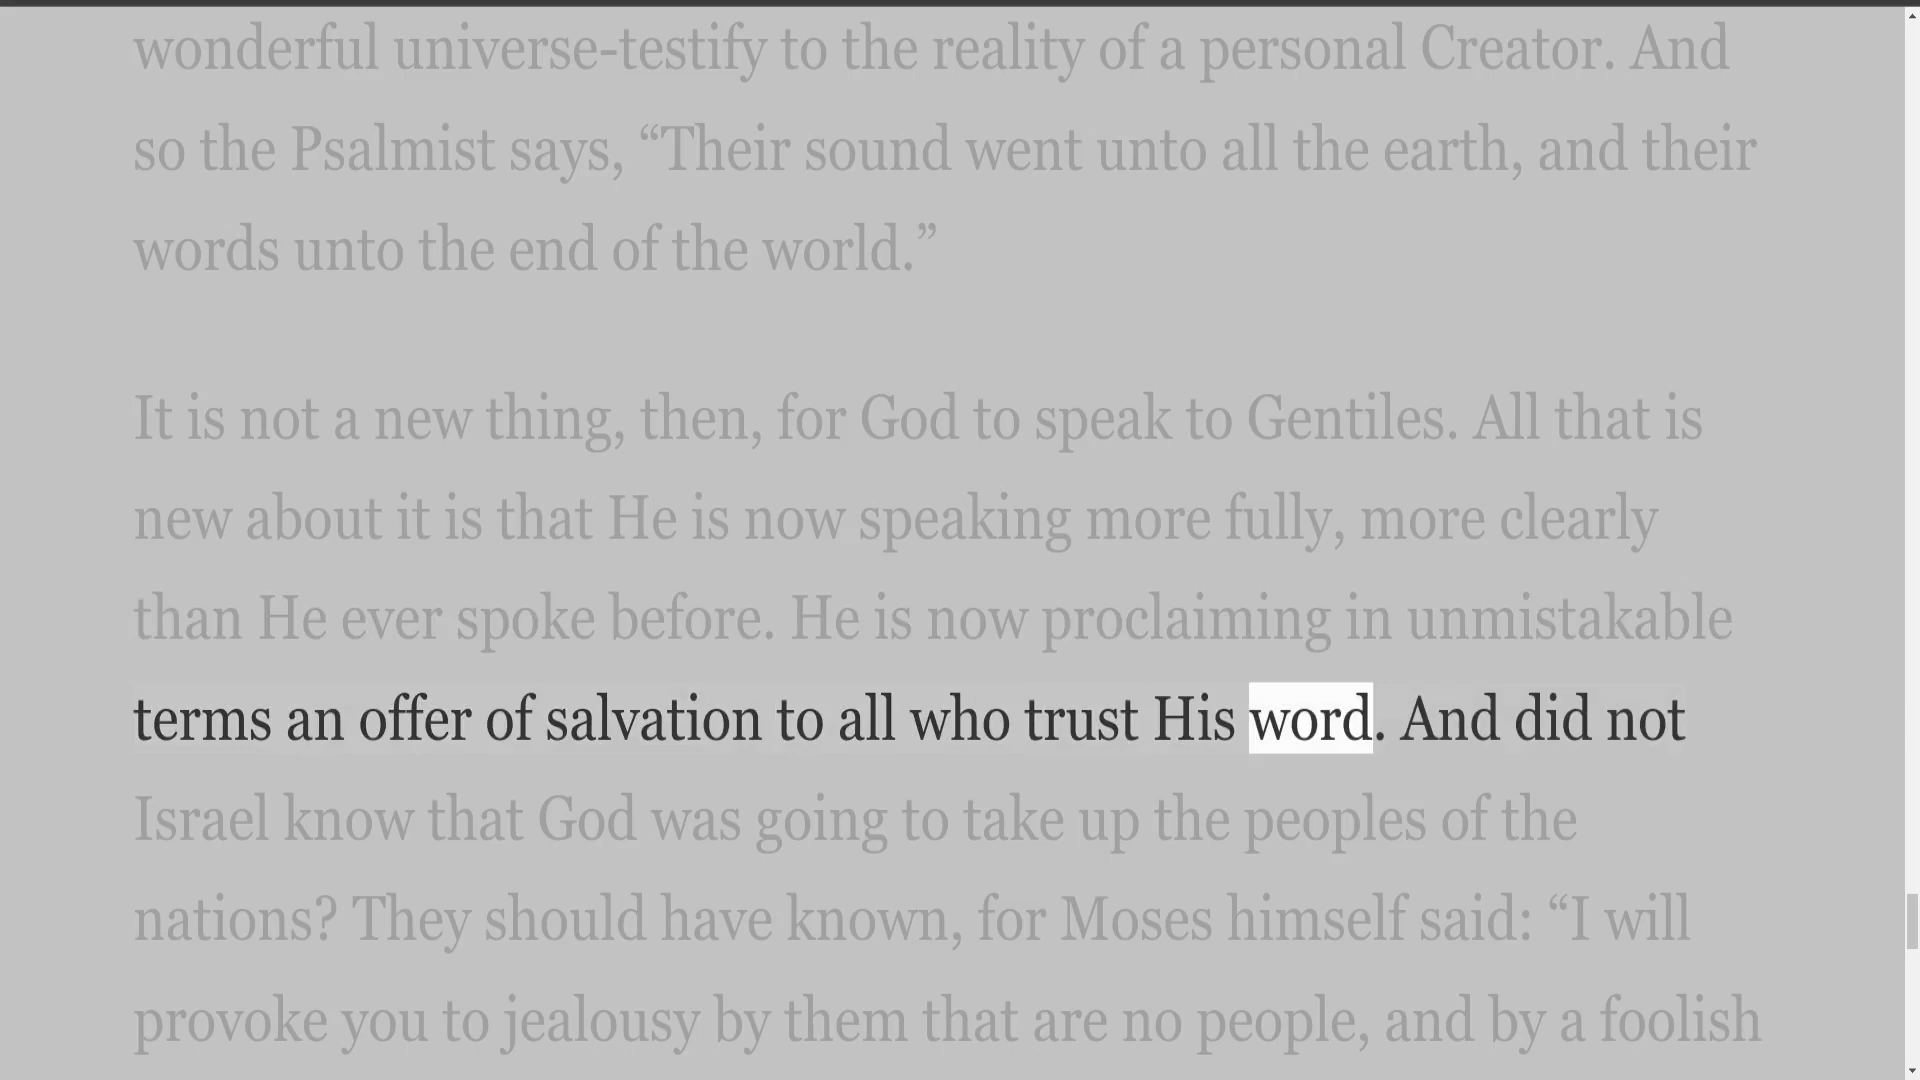 wonderful universe-testify to the reality of a personal Creator. And
so the Psalmist says, “Their sound went unto all the earth, and their
words unto the end of the world.”
It is not a new thing, then, for God to speak to Gentiles. All that is
new about it is that He is now speaking more fully, more clearly
than He ever spoke before. He is now proclaiming in unmistakable
terms an offer of salvation to all who trust His word. And did not
Israel know that God was going to take up the peoples of the
nations? They should have known, for Moses himself said: “I will
provoke you to jealousy by them that are no people, and by a foolish